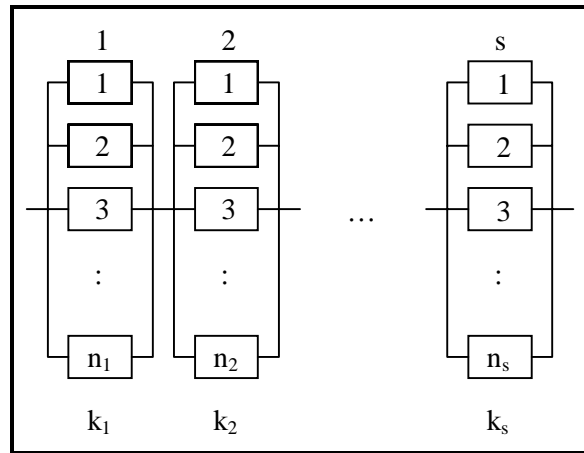 1 2 s
1 1 1
2 2 2
3 3 3
...
: : :
n₁ n₂ nₛ
k₁ k₂ kₛ